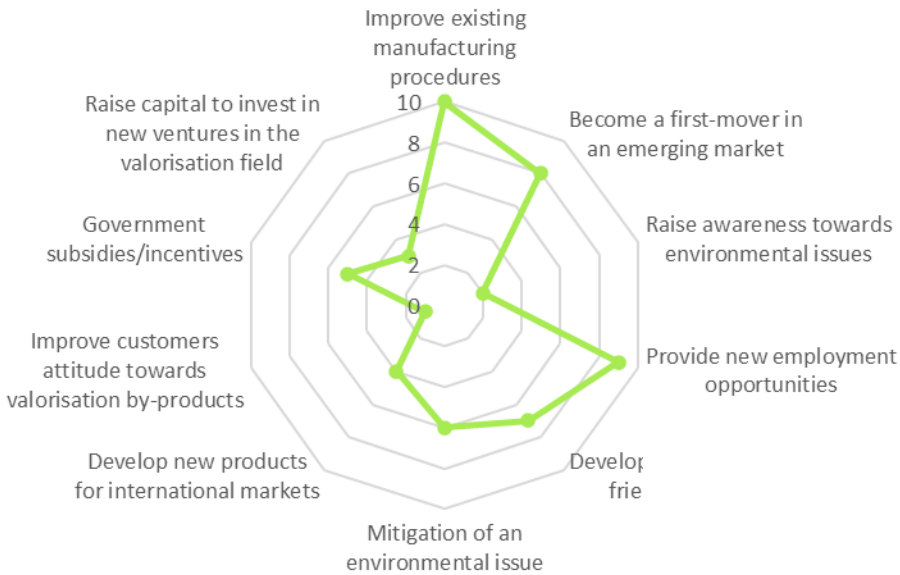 Improve existing
manufacturing
procedures
Become a first-mover in
an emerging market
Raise awareness towards
environmental issues
Provide new employment
opportunities
Develop
Mitigation of an
environmental issue
Develop new products
for international markets
Improve customers
attitude towards
valorisation by-products
Government
subsidies/incentives
Raise capital to invest in
new ventures in the
valorisation field
10
8
6
4
2
0